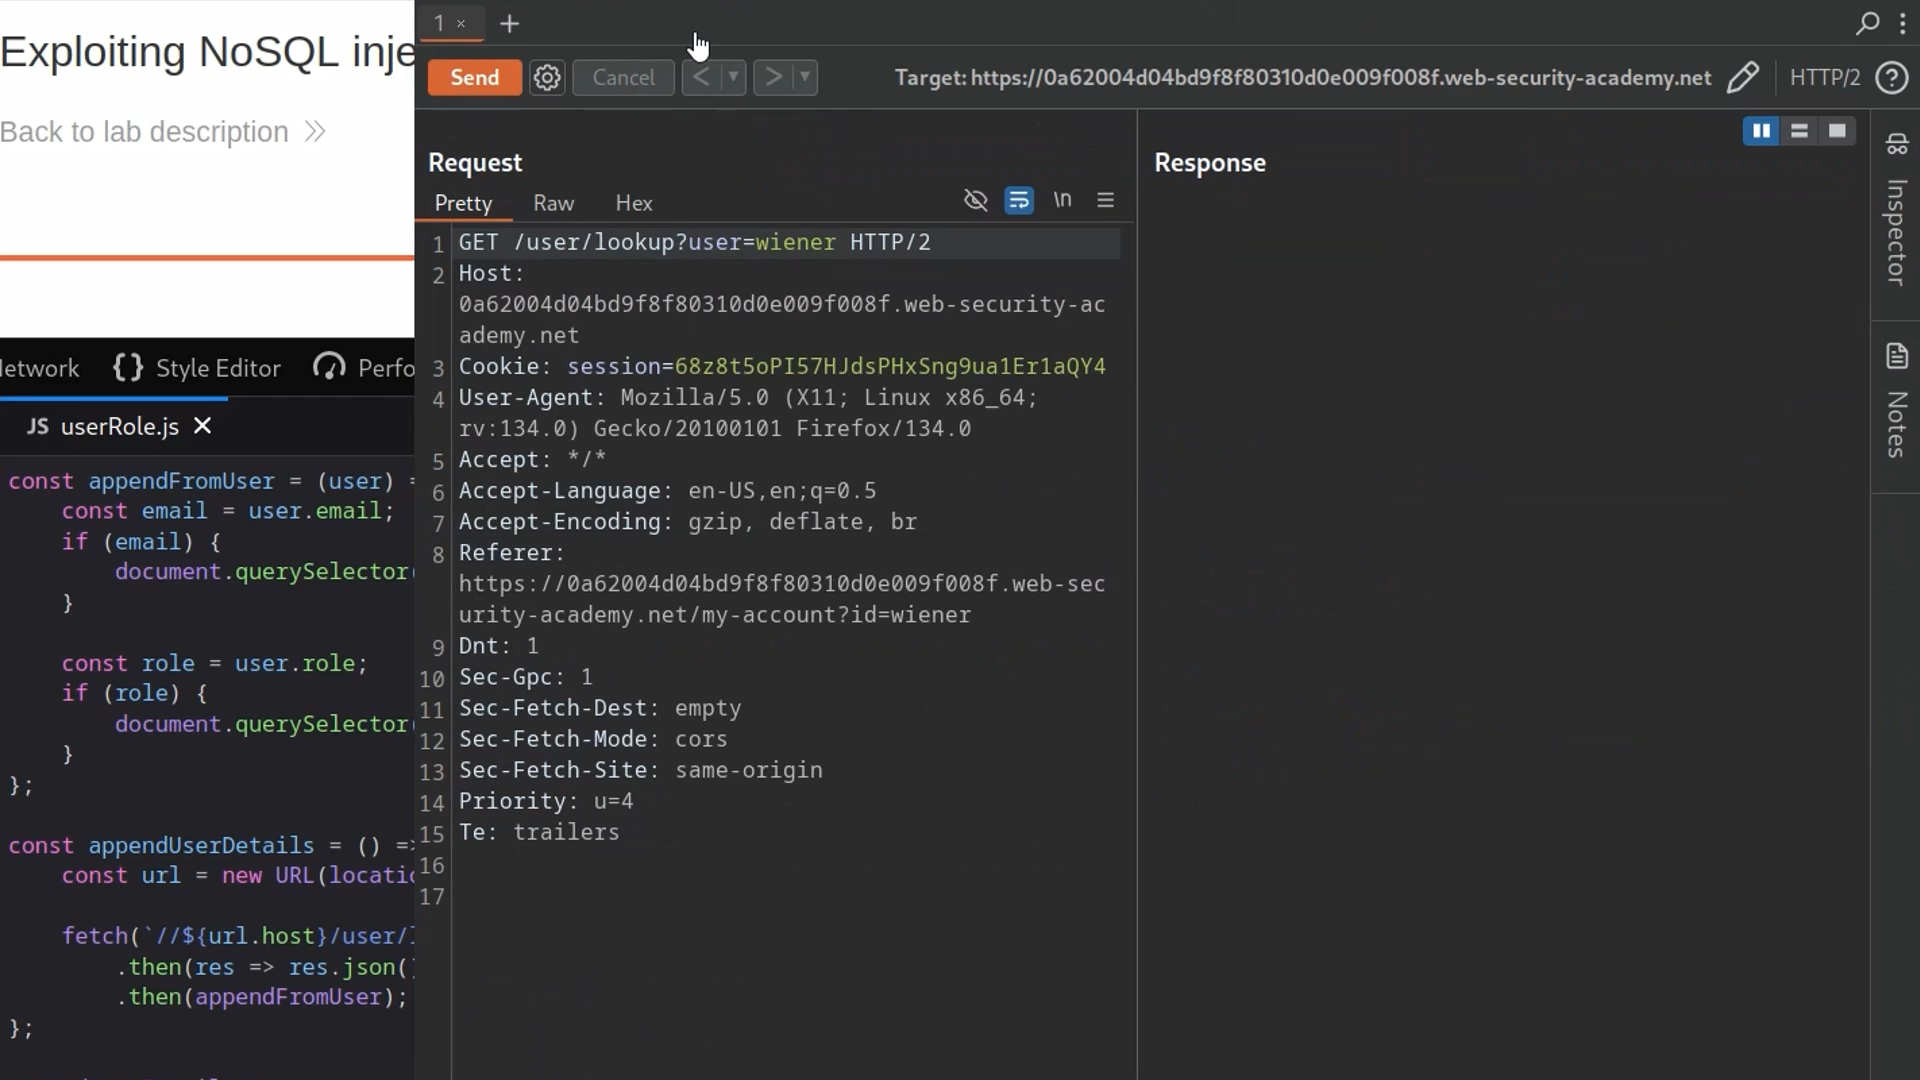 Exploiting NoSQL inje
Back to lab description
etwork
Style Editor
Perfo
JS userRole.js
const appendFromUser = (user) =
const email = user.email;
if (email) {
document.querySelector(
}
const role = user.role;
if (role) {
document.querySelector(
}
};
const appendUserDetails = () =>
const url = new URL(locatio
fetch(`//${url.host}/user/l
.then(res => res.json()
.then(appendFromUser);
};
1 × +
Send
Cancel
< >
Target: https://0a62004d04bd9f8f80310d0e009f008f.web-security-academy.net
HTTP/2
Request
Pretty Raw Hex
\n
1 GET /user/lookup?user=wiener HTTP/2
2 Host:
0a62004d04bd9f8f80310d0e009f008f.web-security-ac
ademy.net
3 Cookie: session=68z8t5oPI57HJdsPHxSng9ua1Er1aQY4
4 User-Agent: Mozilla/5.0 (X11; Linux x86_64;
rv:134.0) Gecko/20100101 Firefox/134.0
5 Accept: */*
6 Accept-Language: en-US,en;q=0.5
7 Accept-Encoding: gzip, deflate, br
8 Referer:
https://0a62004d04bd9f8f80310d0e009f008f.web-sec
urity-academy.net/my-account?id=wiener
9 Dnt: 1
10 Sec-Gpc: 1
11 Sec-Fetch-Dest: empty
12 Sec-Fetch-Mode: cors
13 Sec-Fetch-Site: same-origin
14 Priority: u=4
15 Te: trailers
16
17
Response
Inspector
Notes